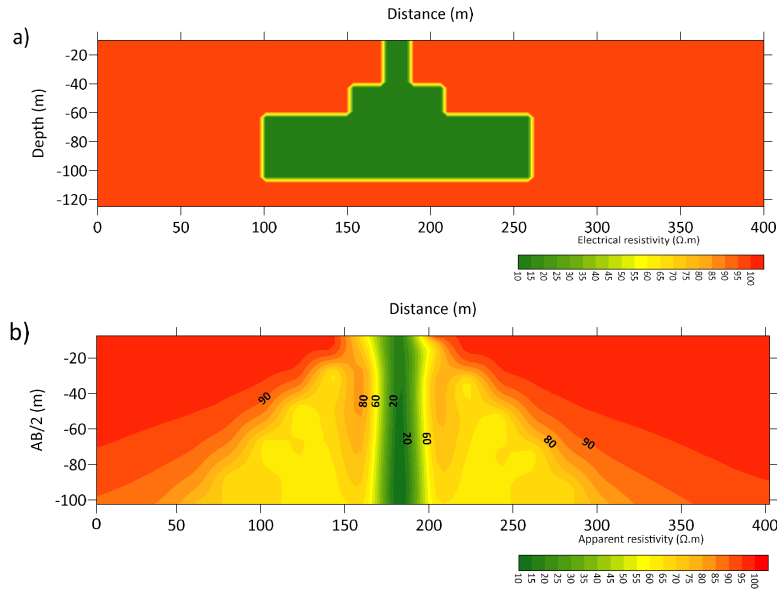 Distance (m)
a)
-20
-40
-60
-80
-100
-120
Depth (m)
0 50 100 150 200 250 300 350 400
Electrical resistivity (Ω.m)
10 15 20 25 30 35 40 45 50 55 60 65 70 75 80 85 90 95 100
Distance (m)
b)
-20
-40
-60
-80
-100
AB/2 (m)
90 80 60 20
20 60 80 90
0 50 100 150 200 250 300 350 400
Apparent resistivity (Ω.m)
10 15 20 25 30 35 40 45 50 55 60 65 70 75 80 85 90 95 100